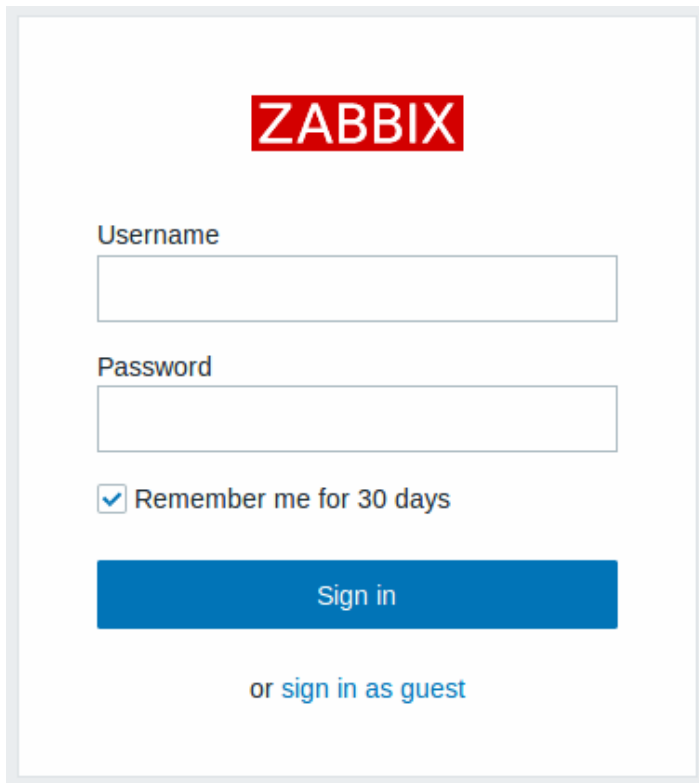 ZABBIX
Username
Password
Remember me for 30 days
Sign in
or sign in as guest